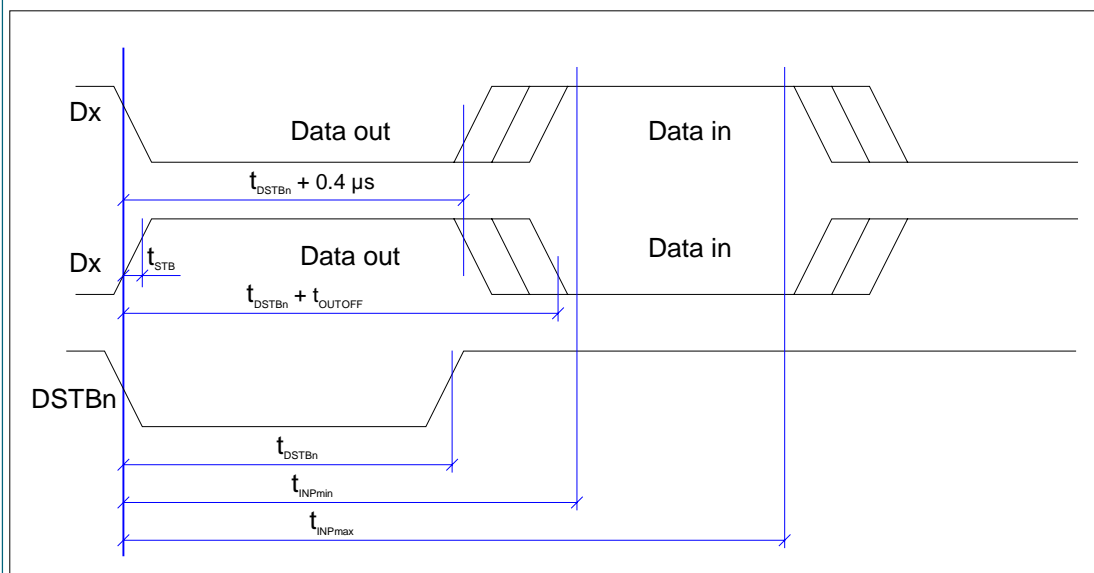 Dx
Data out
Data in
tDSTBn + 0.4 µs
Dx
tSTB
Data out
Data in
tDSTBn + tOUTOFF
DSTBn
tDSTBn
tINPmin
tINPmax